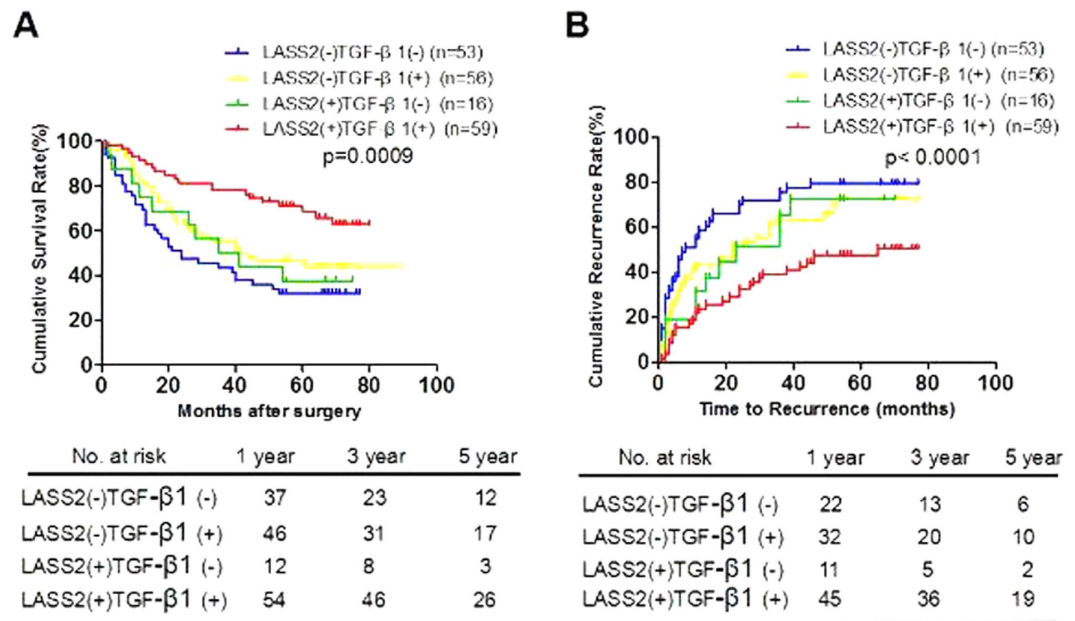 A
LASS2(-)TGF-β 1(-) (n=53)
LASS2(-)TGF-β 1(+) (n=56)
LASS2(+)TGF-β 1(-) (n=16)
LASS2(+)TGF-β 1(+) (n=59)
p=0.0009
Cumulative Survival Rate(%)
100
80
60
40
20
0
0 20 40 60 80 100
Months after surgery
No. at risk 1 year 3 year 5 year
LASS2(-)TGF-β1 (-) 37 23 12
LASS2(-)TGF-β1 (+) 46 31 17
LASS2(+)TGF-β1 (-) 12 8 3
LASS2(+)TGF-β1 (+) 54 46 26
B
LASS2(-)TGF-β 1(-) (n=53)
LASS2(-)TGF-β 1(+) (n=56)
LASS2(+)TGF-β 1(-) (n=16)
LASS2(+)TGF-β 1(+) (n=59)
p< 0.0001
Cumulative Recurrence Rate(%)
100
80
60
40
20
0
0 20 40 60 80 100
Time to Recurrence (months)
No. at risk 1 year 3 year 5 year
LASS2(-)TGF-β1 (-) 22 13 6
LASS2(-)TGF-β1 (+) 32 20 10
LASS2(+)TGF-β1 (-) 11 5 2
LASS2(+)TGF-β1 (+) 45 36 19